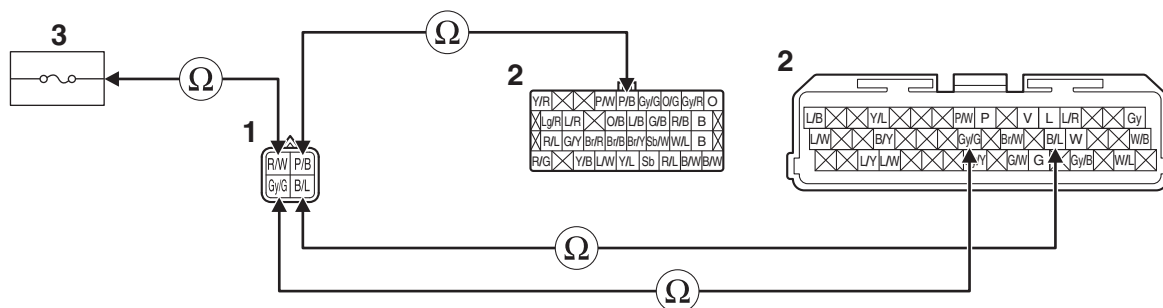 3
Ω
Ω
1
R/W P/B
Gy/G B/L
2
Y/R P/W P/B Gy/G O/G Gy/R O
Lg/R L/R O/B L/B G/B R/B B
R/L G/Y Br/R Br/B Br/Y Sb/W W/L B
R/G Y/B L/W Y/L Sb R/L B/W B/W
2
L/B Y/L P/W P V L L/R Gy
L/W B/Y Gy/G Br/W B/L W W/B
L/Y L/W G/W G Gy/B W/L
Ω
Ω